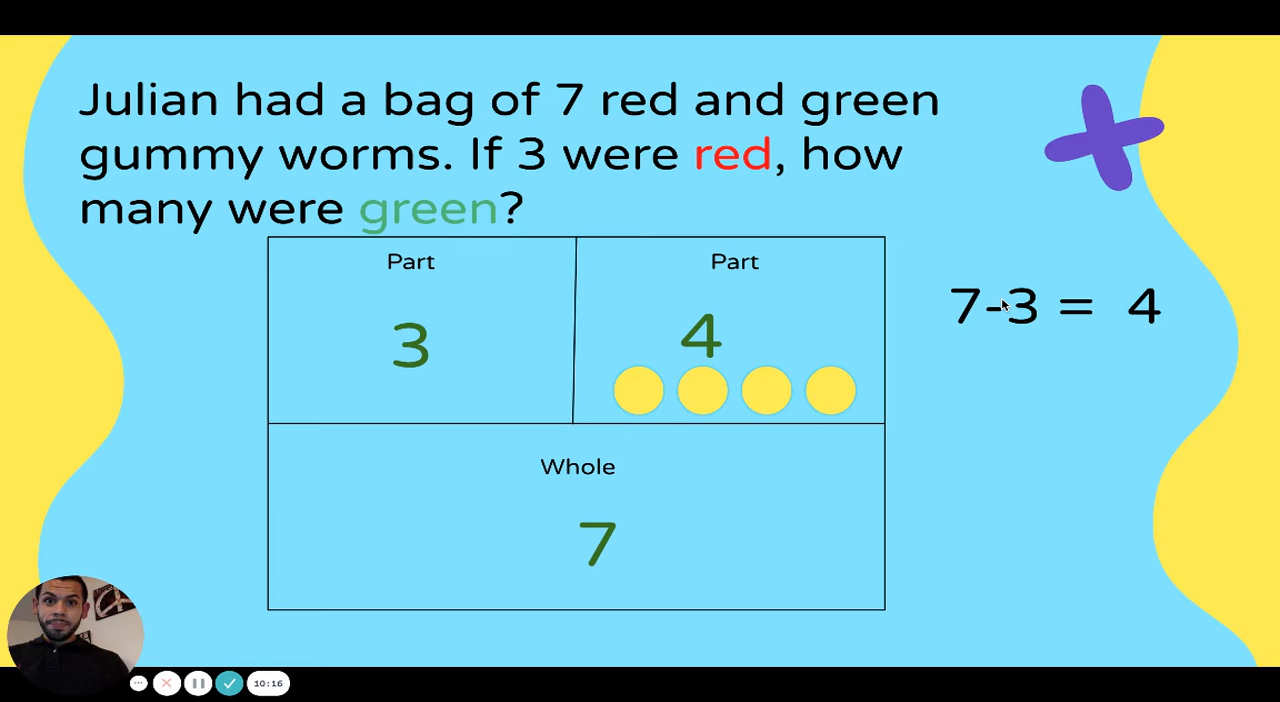 Julian had a bag of 7 red and green
gummy worms. If 3 were red, how
many were green?
Part
Part
3
4
7-3 = 4
Whole
7
10:16